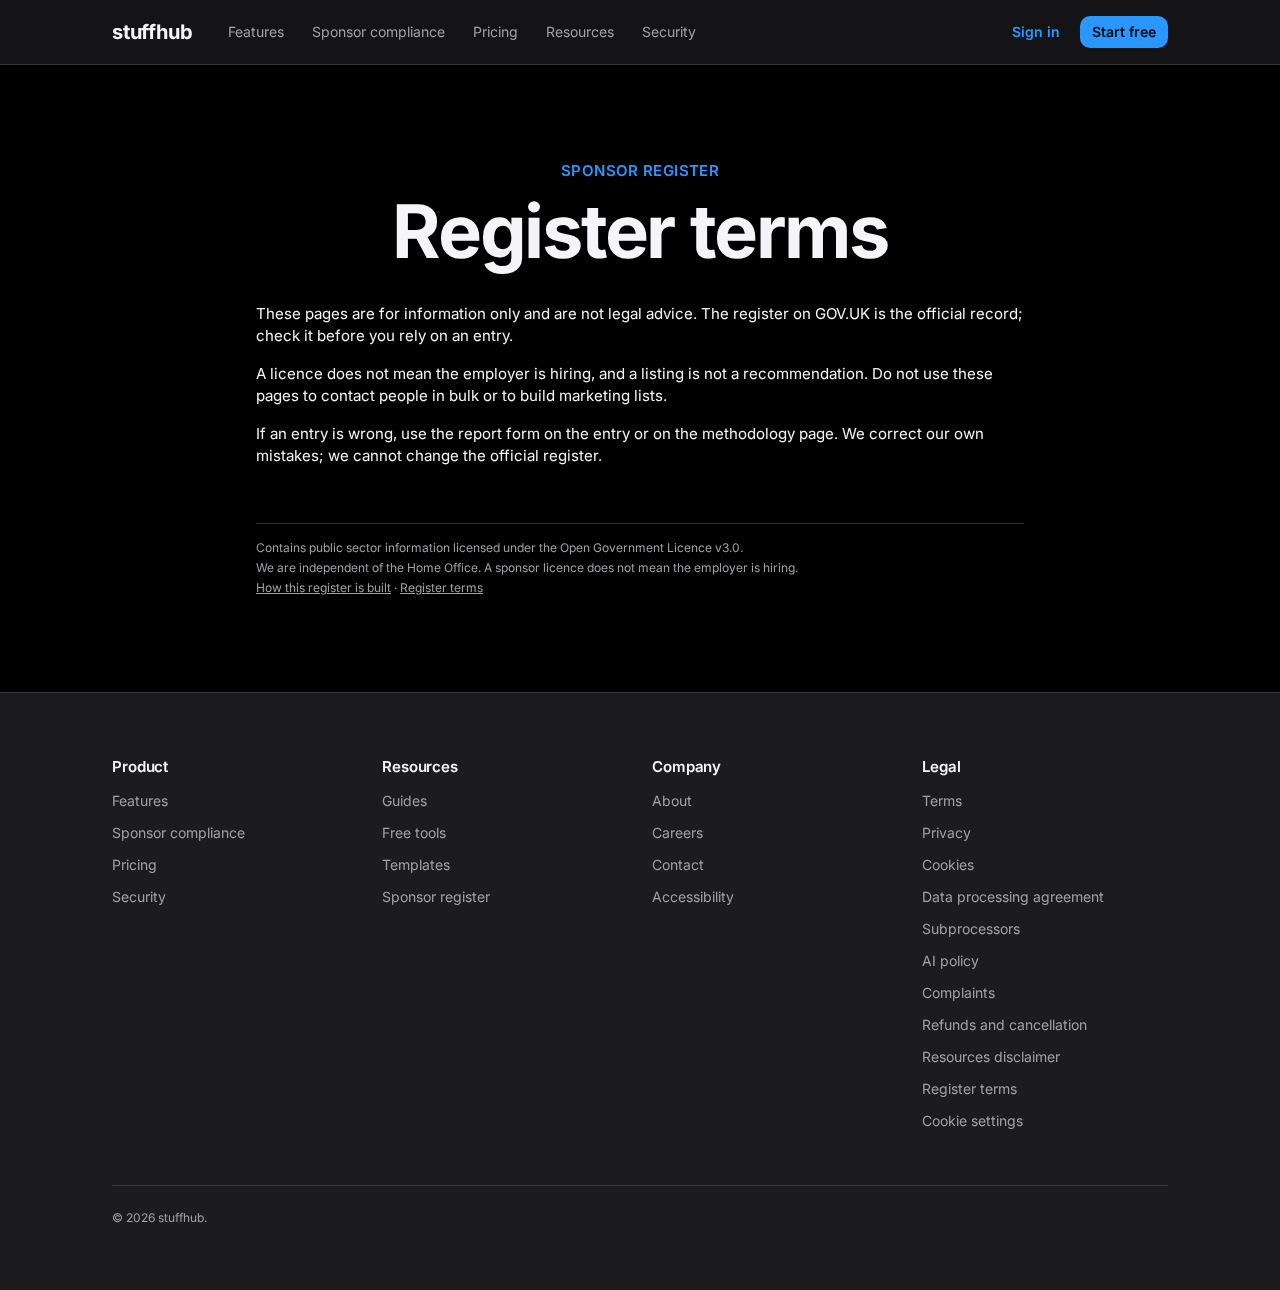 stuffhub
Features
Sponsor compliance
Pricing
Resources
Security
Sign in
Start free
SPONSOR REGISTER
Register terms
These pages are for information only and are not legal advice. The register on GOV.UK is the official record;
check it before you rely on an entry.
A licence does not mean the employer is hiring, and a listing is not a recommendation. Do not use these
pages to contact people in bulk or to build marketing lists.
If an entry is wrong, use the report form on the entry or on the methodology page. We correct our own
mistakes; we cannot change the official register.
Contains public sector information licensed under the Open Government Licence v3.0.
We are independent of the Home Office. A sponsor licence does not mean the employer is hiring.
How this register is built · Register terms
Product
Features
Sponsor compliance
Pricing
Security
Resources
Guides
Free tools
Templates
Sponsor register
Company
About
Careers
Contact
Accessibility
Legal
Terms
Privacy
Cookies
Data processing agreement
Subprocessors
AI policy
Complaints
Refunds and cancellation
Resources disclaimer
Register terms
Cookie settings
© 2026 stuffhub.